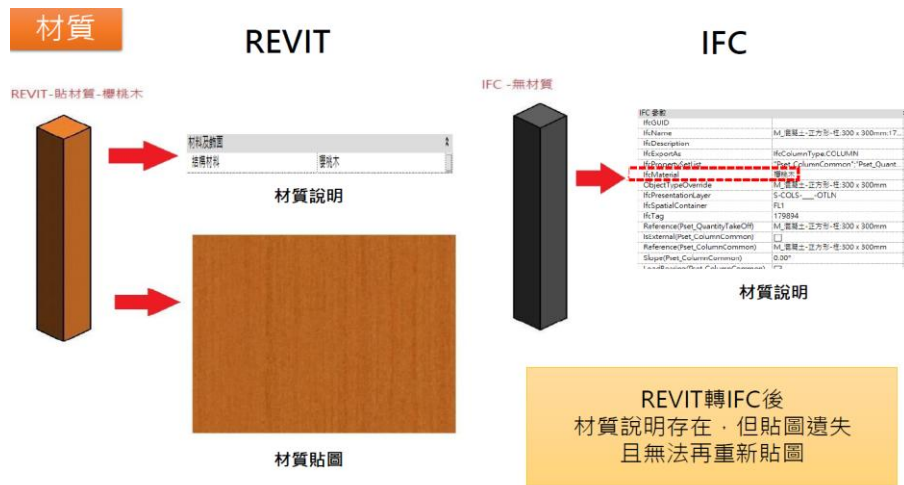 材質
REVIT
IFC
REVIT-貼材質-櫻桃木
材料及飾面
結構材料 櫻桃木
材質說明
材質貼圖
IFC -無材質
IFC 參數
IfcGUID
IfcName M_混凝土-正方形-柱:300 x 300mm:17...
IfcDescription
IfcExportAs IfcColumnType.COLUMN
IfcPropertySetList "Pset_ColumnCommon";"Pset_Quant...
IfcMaterial 櫻桃木
ObjectTypeOverride M_混凝土-正方形-柱:300 x 300mm
IfcPresentationLayer S-COLS-___-OTLN
IfcSpatialContainer FL1
IfcTag 179894
Reference(Pset_QuantityTakeOff) M_混凝土-正方形-柱:300 x 300mm
IsExternal(Pset_ColumnCommon)
Reference(Pset_ColumnCommon) M_混凝土-正方形-柱:300 x 300mm
Slope(Pset_ColumnCommon) 0.00°
LoadBearing(Pset_ColumnCommon)
材質說明
REVIT轉IFC後
材質說明存在，但貼圖遺失
且無法再重新貼圖